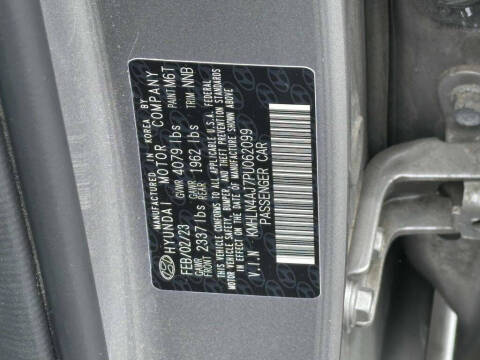 MANUFACTURED IN KOREA BY
HYUNDAI MOTOR COMPANY
FEB/02/23 GVWR 4079 lbs PAINT M6T
GAWR FRONT 2337 lbs GAWR REAR 1962 lbs TRIM NNB
THIS VEHICLE CONFORMS TO ALL APPLICABLE U.S.A FEDERAL
MOTOR VEHICLE SAFETY, BUMPER, AND THEFT PREVENTION STANDARDS
IN EFFECT ON THE DATE OF MANUFACTURE SHOWN ABOVE
V.I.N KMHLN4AJ7PU062099
PASSENGER CAR